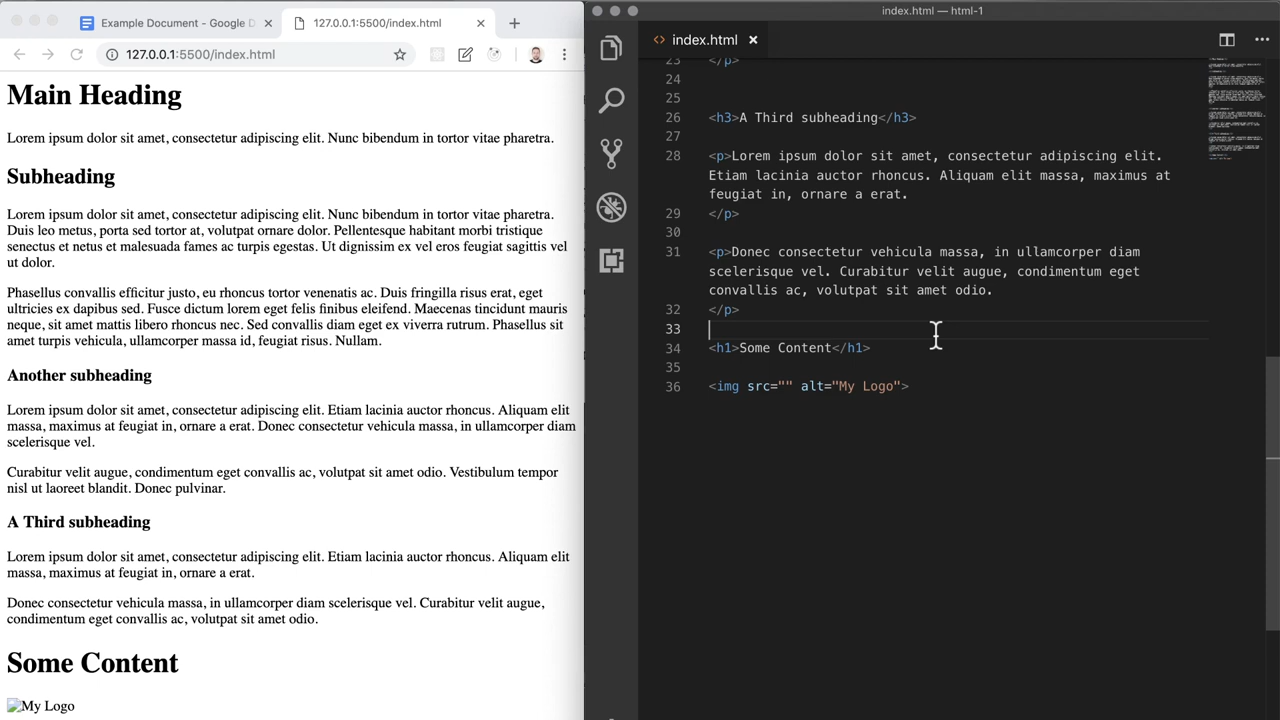 Example Document - Google D
127.0.0.1:5500/index.html
127.0.0.1:5500/index.html
Main Heading
Lorem ipsum dolor sit amet, consectetur adipiscing elit. Nunc bibendum in tortor vitae pharetra.
Subheading
Lorem ipsum dolor sit amet, consectetur adipiscing elit. Nunc bibendum in tortor vitae pharetra.
Duis leo metus, porta sed tortor at, volutpat ornare dolor. Pellentesque habitant morbi tristique
senectus et netus et malesuada fames ac turpis egestas. Ut dignissim ex vel eros feugiat sagittis vel
ut dolor.
Phasellus convallis efficitur justo, eu rhoncus tortor venenatis ac. Duis fringilla risus erat, eget
ultricies ex dapibus sed. Fusce dictum lorem eget felis finibus eleifend. Maecenas tincidunt mauris
neque, sit amet mattis libero rhoncus nec. Sed convallis diam eget ex viverra rutrum. Phasellus sit
amet turpis vehicula, ullamcorper massa id, feugiat risus. Nullam.
Another subheading
Lorem ipsum dolor sit amet, consectetur adipiscing elit. Etiam lacinia auctor rhoncus. Aliquam elit
massa, maximus at feugiat in, ornare a erat. Donec consectetur vehicula massa, in ullamcorper diam
scelerisque vel.
Curabitur velit augue, condimentum eget convallis ac, volutpat sit amet odio. Vestibulum tempor
nisl ut laoreet blandit. Donec pulvinar.
A Third subheading
Lorem ipsum dolor sit amet, consectetur adipiscing elit. Etiam lacinia auctor rhoncus. Aliquam elit
massa, maximus at feugiat in, ornare a erat.
Donec consectetur vehicula massa, in ullamcorper diam scelerisque vel. Curabitur velit augue,
condimentum eget convallis ac, volutpat sit amet odio.
Some Content
My Logo
index.html — html-1
index.html
23 </p>
24
25
26 <h3>A Third subheading</h3>
27
28 <p>Lorem ipsum dolor sit amet, consectetur adipiscing elit.
Etiam lacinia auctor rhoncus. Aliquam elit massa, maximus at
feugiat in, ornare a erat.
29 </p>
30
31 <p>Donec consectetur vehicula massa, in ullamcorper diam
scelerisque vel. Curabitur velit augue, condimentum eget
convallis ac, volutpat sit amet odio.
32 </p>
33
34 <h1>Some Content</h1>
35
36 <img src="" alt="My Logo">